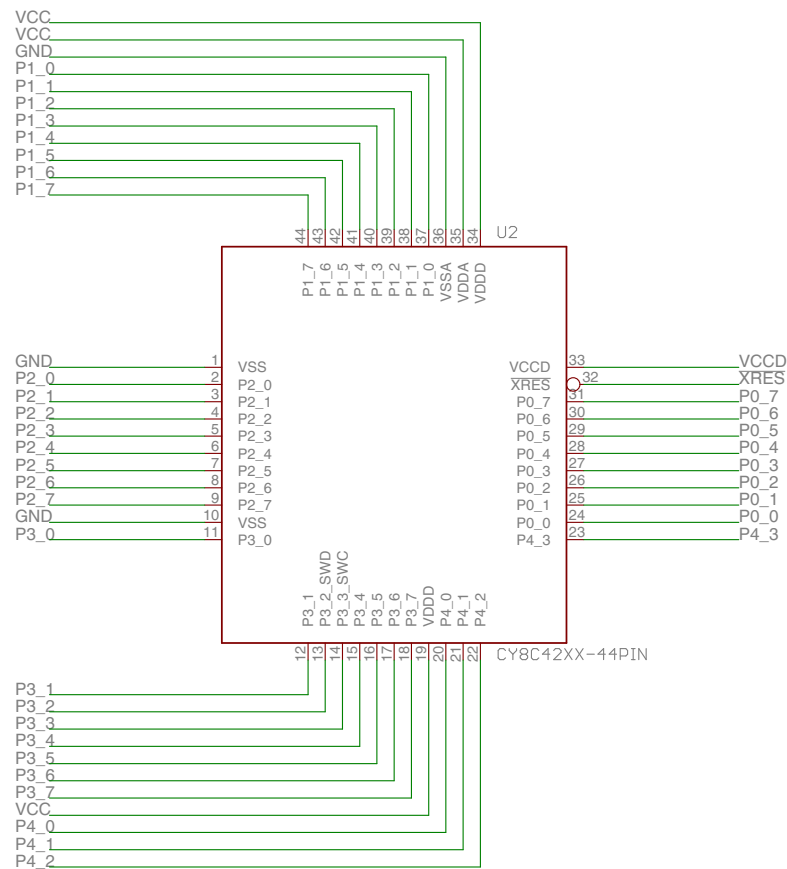 VCC
VCC
GND
P1_0
P1_1
P1_2
P1_3
P1_4
P1_5
P1_6
P1_7
44 43 42 41 40 39 38 37 36 35 34
U2
P1_7 P1_6 P1_5 P1_4 P1_3 P1_2 P1_1 P1_0 VSSA VDDA VDDD
GND 1 VSS VCCD 33 VCCD
P2_0 2 P2_0 XRES 32 XRES
P2_1 3 P2_1 P0_7 31 P0_7
P2_2 4 P2_2 P0_6 30 P0_6
P2_3 5 P2_3 P0_5 29 P0_5
P2_4 6 P2_4 P0_4 28 P0_4
P2_5 7 P2_5 P0_3 27 P0_3
P2_6 8 P2_6 P0_2 26 P0_2
P2_7 9 P2_7 P0_1 25 P0_1
GND 10 VSS P0_0 24 P0_0
P3_0 11 P3_0 P4_3 23 P4_3
P3_1 P3_2_SWD P3_3_SWC P3_4 P3_5 P3_6 P3_7 VDDD P4_0 P4_1 P4_2
12 13 14 15 16 17 18 19 20 21 22
CY8C42XX-44PIN
P3_1
P3_2
P3_3
P3_4
P3_5
P3_6
P3_7
VCC
P4_0
P4_1
P4_2